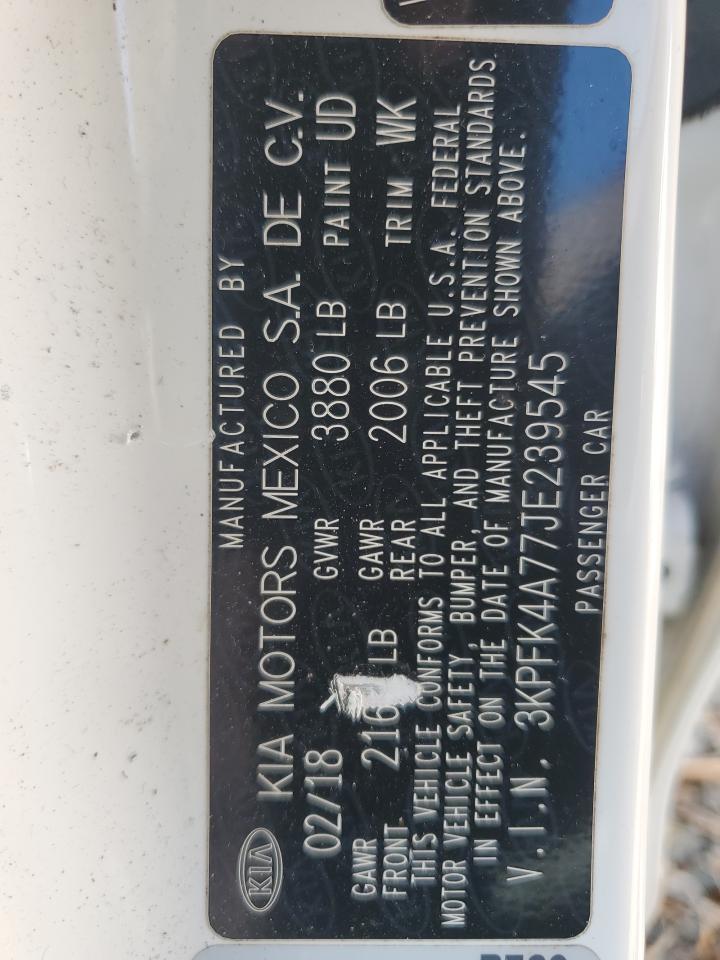 MANUFACTURED BY
KIA KIA MOTORS MEXICO S.A. DE C.V.
02/18 GVWR 3880 LB PAINT UD
GAWR FRONT LB GAWR REAR 2006 LB TRIM WK
THIS VEHICLE CONFORMS TO ALL APPLICABLE U.S.A. FEDERAL
MOTOR VEHICLE SAFETY, BUMPER, AND THEFT PREVENTION STANDARDS
IN EFFECT ON THE DATE OF MANUFACTURE SHOWN ABOVE.
V.I.N. 3KPFK4A77JE239545
PASSENGER CAR